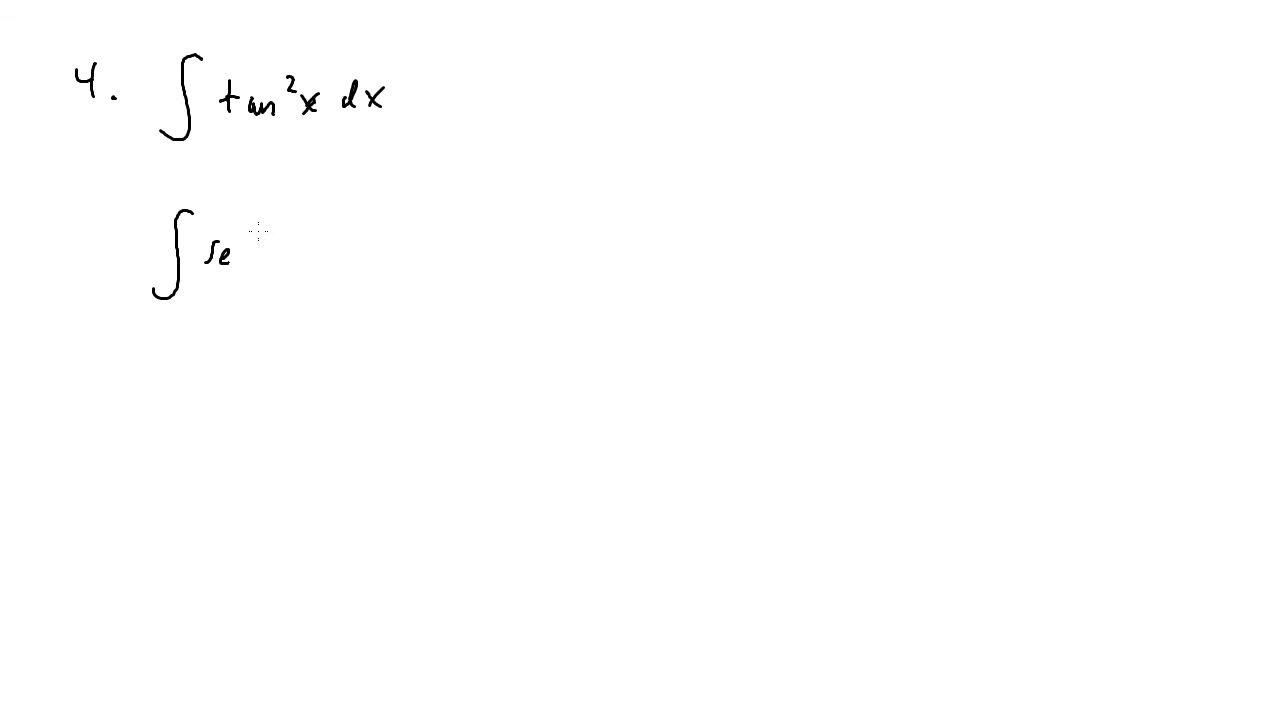 4. ∫ tan²x dx
∫ se